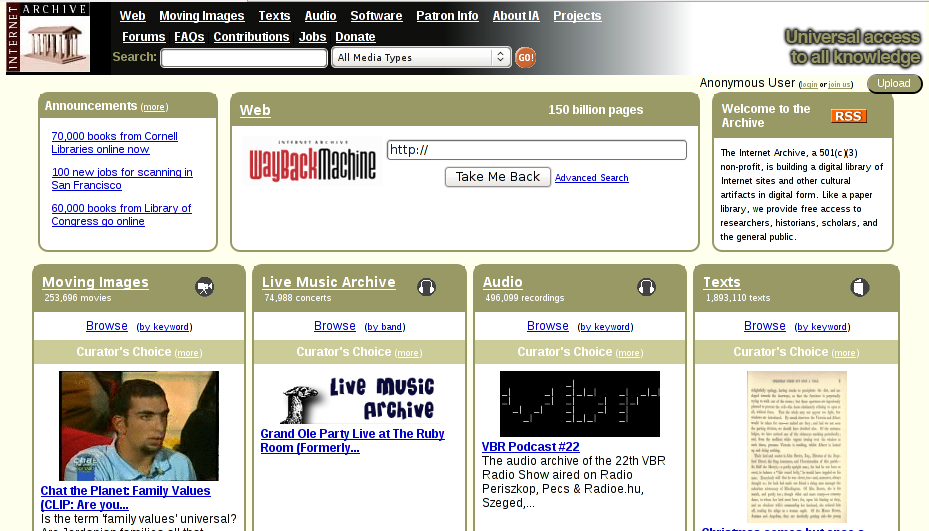 INTERNET ARCHIVE
Web Moving Images Texts Audio Software Patron Info About IA Projects
Forums FAQs Contributions Jobs Donate
Search: All Media Types GO!
Universal access
to all knowledge
Anonymous User (login or join us) Upload
Announcements (more)
70,000 books from Cornell
Libraries online now
100 new jobs for scanning in
San Francisco
60,000 books from Library of
Congress go online
Web 150 billion pages
INTERNET ARCHIVE
WayBackMachine
http://
Take Me Back Advanced Search
Welcome to the
Archive
RSS
The Internet Archive, a 501(c)(3)
non-profit, is building a digital library of
Internet sites and other cultural
artifacts in digital form. Like a paper
library, we provide free access to
researchers, historians, scholars, and
the general public.
Moving Images
253,696 movies
Browse (by keyword)
Curator's Choice (more)
Chat the Planet: Family Values
(CLIP: Are you...
Is the term 'family values' universal?
Live Music Archive
74,988 concerts
Browse (by band)
Curator's Choice (more)
Live Music
Archive
Grand Ole Party Live at The Ruby
Room (Formerly...
Audio
496,099 recordings
Browse (by keyword)
Curator's Choice (more)
VBR Podcast #22
The audio archive of the 22th VBR
Radio Show aired on Radio
Periszkop, Pecs & Radioe.hu,
Szeged,...
Texts
1,893,110 texts
Browse (by keyword)
Curator's Choice (more)